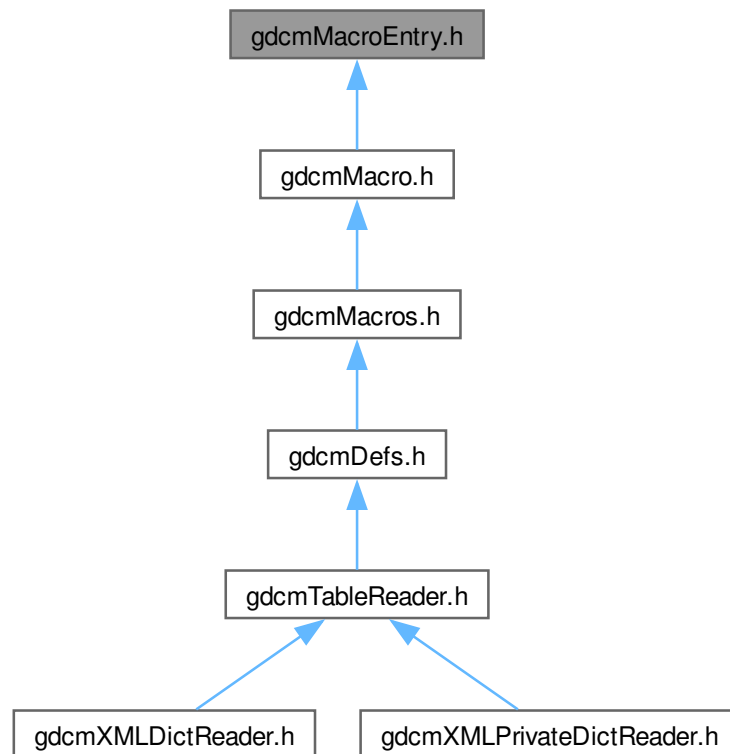 gdcmMacroEntry.h
gdcmMacro.h
gdcmMacros.h
gdcmDefs.h
gdcmTableReader.h
gdcmXMLDictReader.h
gdcmXMLPrivateDictReader.h